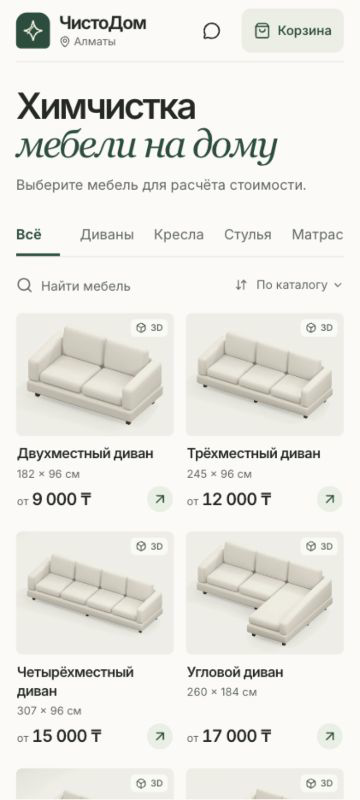 ЧистоДом
Алматы
Корзина
Химчистка
мебели на дому
Выберите мебель для расчёта стоимости.
Всё Диваны Кресла Стулья Матрас
Найти мебель По каталогу
3D 3D
Двухместный диван Трёхместный диван
182 × 96 см 245 × 96 см
от 9 000 ₸ от 12 000 ₸
3D 3D
Четырёхместный диван Угловой диван
307 × 96 см 260 × 184 см
от 15 000 ₸ от 17 000 ₸
3D 3D